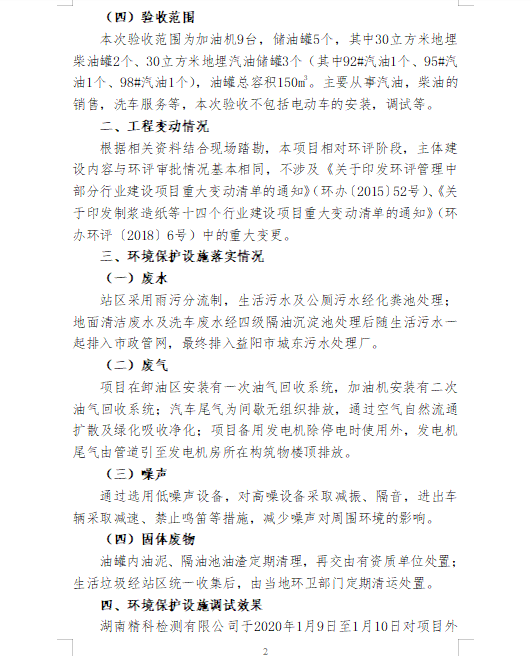 （四）验收范围
本次验收范围为加油机9台，储油罐5个，其中30立方米地埋
柴油罐2个、30立方米地埋汽油储罐3个（其中92#汽油1个、95#汽
油1个、98#汽油1个），油罐总容积150m³。主要从事汽油，柴油的
销售，洗车服务等，本次验收不包括电动车的安装，调试等。
二、工程变动情况
根据相关资料结合现场踏勘，本项目相对环评阶段，主体建
设内容与环评审批情况基本相同，不涉及《关于印发环评管理中
部分行业建设项目重大变动清单的通知》（环办〔2015〕52号）、《关
于印发制浆造纸等十四个行业建设项目重大变动清单的通知》（环
办环评〔2018〕6号）中的重大变更。
三、环境保护设施落实情况
（一）废水
站区采用雨污分流制，生活污水及公厕污水经化粪池处理；
地面清洁废水及洗车废水经四级隔油沉淀池处理后随生活污水一
起排入市政管网，最终排入益阳市城东污水处理厂。
（二）废气
项目在卸油区安装有一次油气回收系统，加油机安装有二次
油气回收系统；汽车尾气为间歇无组织排放，通过空气自然流通
扩散及绿化吸收净化；项目备用发电机除停电时使用外，发电机
尾气由管道引至发电机房所在构筑物楼顶排放。
（三）噪声
通过选用低噪声设备，对高噪设备采取减振、隔音，进出车
辆采取减速、禁止鸣笛等措施，减少噪声对周围环境的影响。
（四）固体废物
油罐内油泥、隔油池油渣定期清理，再交由有资质单位处置；
生活垃圾经站区统一收集后，由当地环卫部门定期清运处置。
四、环境保护设施调试效果
湖南精科检测有限公司于2020年1月9日至1月10日对项目外
2